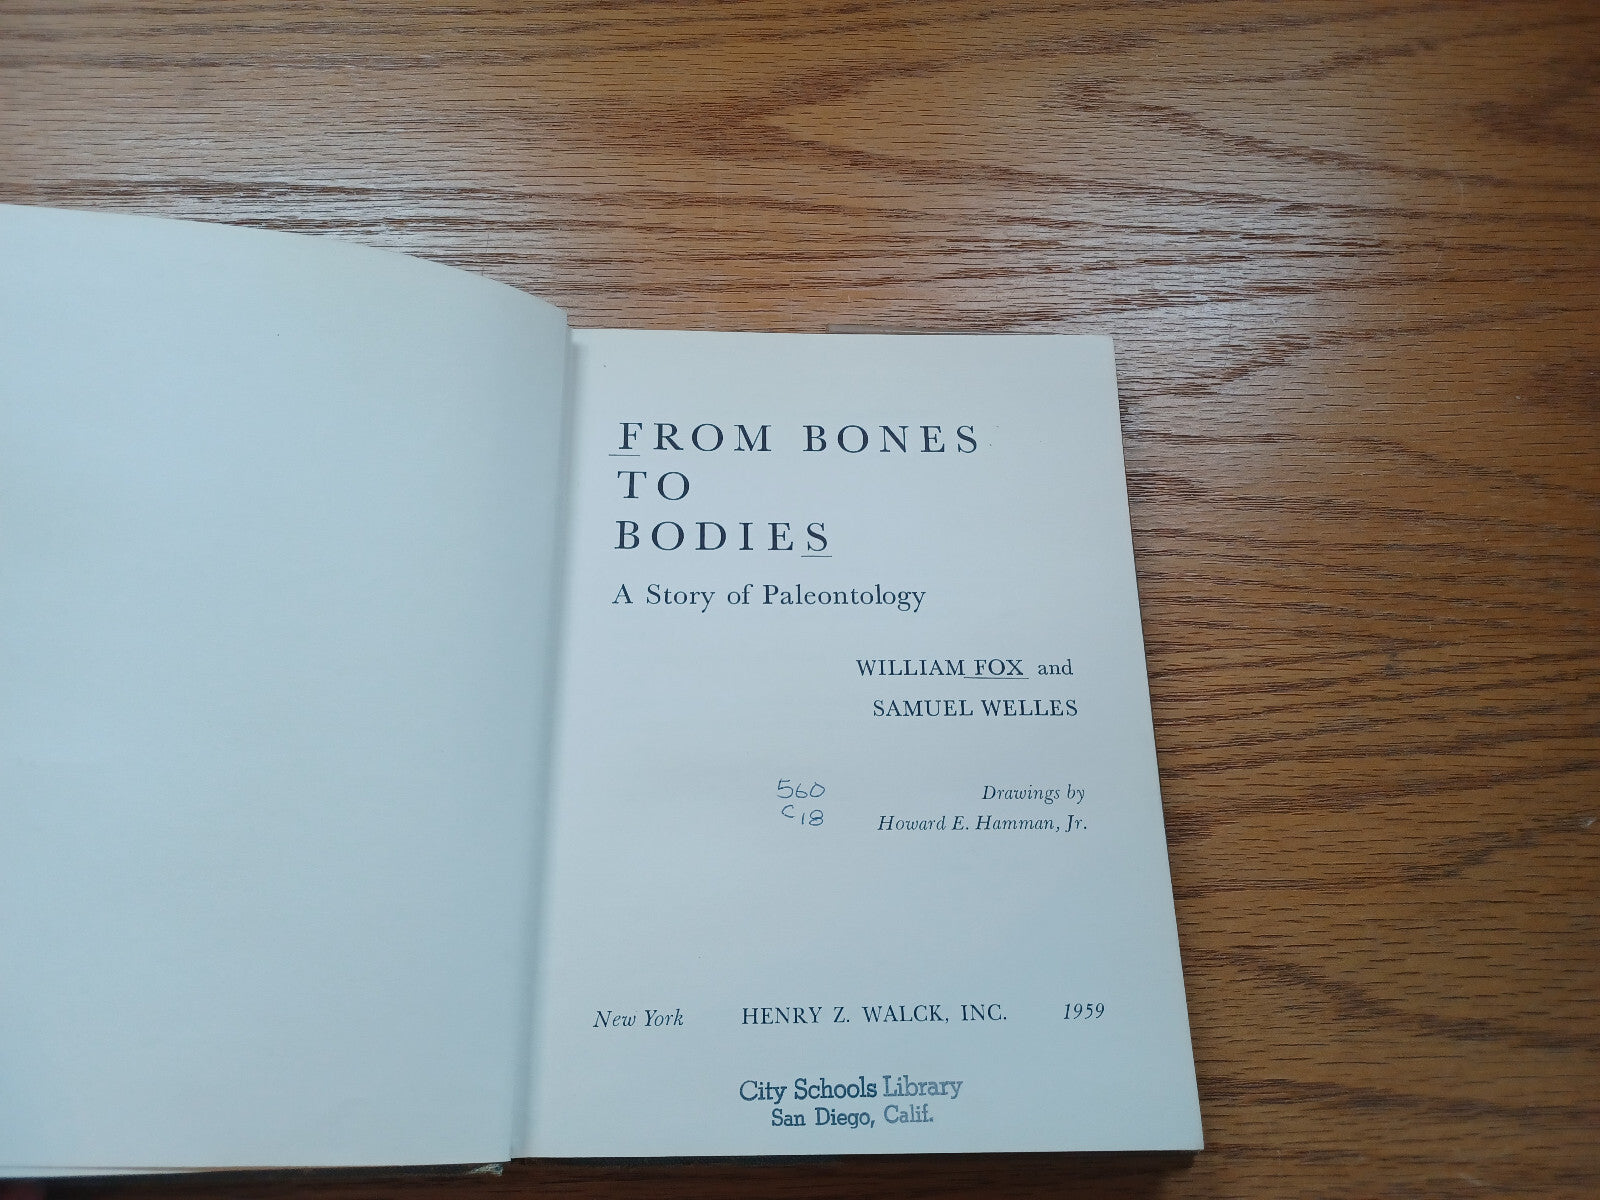 FROM BONES
TO
BODIES
A Story of Paleontology
WILLIAM FOX and
SAMUEL WELLES
560
C18
Drawings by
Howard E. Hamman, Jr.
New York HENRY Z. WALCK, INC. 1959
City Schools Library
San Diego, Calif.